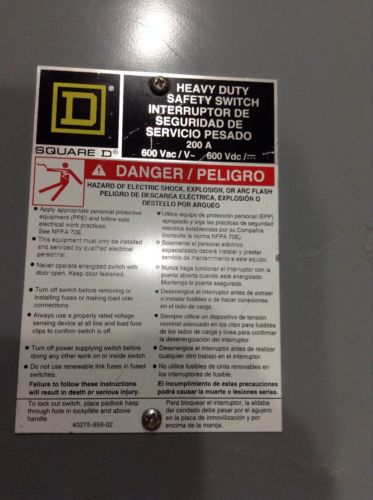 HEAVY DUTY
SAFETY SWITCH
INTERRUPTOR DE
SEGURIDAD DE
SERVICIO PESADO
200 A
600 Vac / V~ 600 Vdc / ⎓
D
SQUARE D®
DANGER / PELIGRO
HAZARD OF ELECTRIC SHOCK, EXPLOSION, OR ARC FLASH
PELIGRO DE DESCARGA ELÉCTRICA, EXPLOSIÓN O
DESTELLO POR ARQUEO
• Apply appropriate personal protective
equipment (PPE) and follow safe
electrical work practices.
See NFPA 70E.
• This equipment must only be installed
and serviced by qualified electrical
personnel.
• Never operate energized switch with
door open. Keep door fastened.
• Turn off switch before removing or
installing fuses or making load side
connections.
• Always use a properly rated voltage
sensing device at all line and load fuse
clips to confirm switch is off.
• Turn off power supplying switch before
doing any other work on or inside switch.
• Do not use renewable link fuses in fused
switches.
Failure to follow these instructions
will result in death or serious injury.
• Utilice equipo de protección personal (EPP)
apropiado y siga las prácticas de seguridad
eléctrica establecidas por su Compañía
(consulte la norma NFPA 70E).
• Solamente el personal eléctrico
especializado deberá instalar y prestar
servicio de mantenimiento a este equipo.
• Nunca haga funcionar el interruptor con la
puerta abierta cuando esté energizado.
Mantenga la puerta asegurada.
• Desenergice el interruptor antes de extraer
o instalar fusibles o de hacer conexiones
en el lado de carga.
• Siempre utilice un dispositivo de tensión
nominal adecuado en los clips para fusibles
de los lados de carga y línea para confirmar
la desenergización del interruptor.
• Desenergice el interruptor antes de realizar
cualquier otro trabajo en el interruptor.
• No utilice fusibles de cinta renovables en
los interruptores de fusible.
El incumplimiento de estas precauciones
podrá causar la muerte o lesiones series.
To lock out switch, place padlock hasp
through hole in lockplate and above
handle.
40275-959-02
Para bloquear el interruptor, la aldaba
del candado debe pasar por el agujero
en la placa de inmovilización y por
encima de la manija.